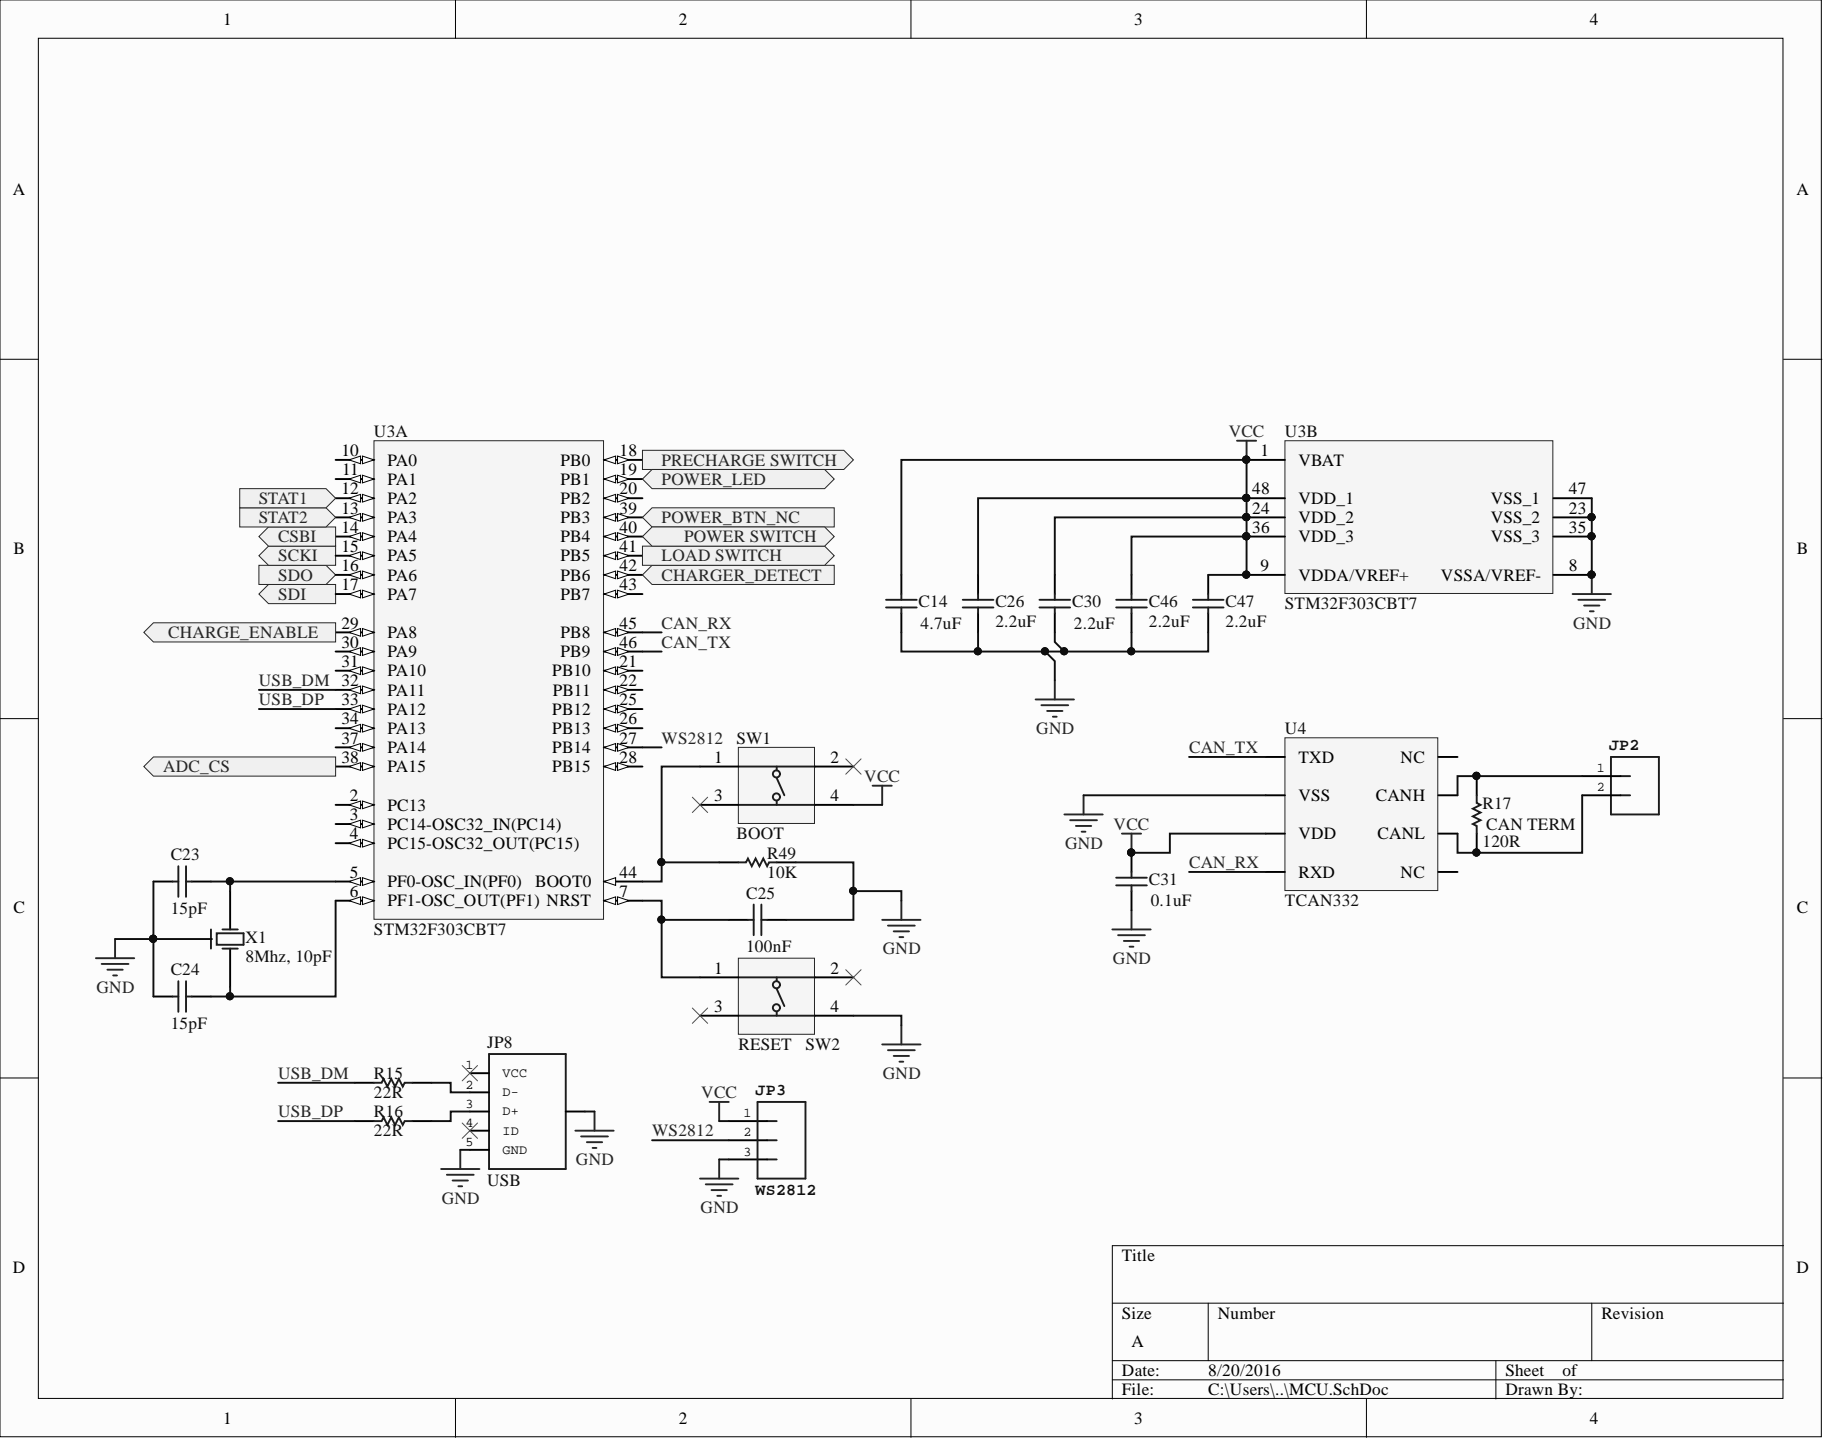 1 2 3 4
A A
B B
C C
D D
U3A
10 PA0
11 PA1
STAT1 12 PA2
STAT2 13 PA3
CSBI 14 PA4
SCKI 15 PA5
SDO 16 PA6
SDI 17 PA7
CHARGE_ENABLE 29 PA8
30 PA9
31 PA10
USB_DM 32 PA11
USB_DP 33 PA12
34 PA13
37 PA14
ADC_CS 38 PA15
2 PC13
3 PC14-OSC32_IN(PC14)
4 PC15-OSC32_OUT(PC15)
5 PF0-OSC_IN(PF0) BOOT0 44
6 PF1-OSC_OUT(PF1) NRST 7
STM32F303CBT7
PB0 18 PRECHARGE SWITCH
PB1 19 POWER_LED
PB2 20
PB3 39 POWER_BTN_NC
PB4 40 POWER SWITCH
PB5 41 LOAD SWITCH
PB6 42 CHARGER_DETECT
PB7 43
PB8 45 CAN_RX
PB9 46 CAN_TX
PB10 21
PB11 22
PB12 25
PB13 26
PB14 27 WS2812
PB15 28
C23
15pF
X1
8Mhz, 10pF
C24
15pF
GND
SW1
1 2
VCC
3 4
BOOT
R49
10K
C25
100nF
GND
1 2
3 4
RESET SW2
GND
JP8
USB_DM R15 22R
USB_DP R16 22R
1 VCC
2 D-
3 D+
4 ID
5 GND
USB
GND
GND
VCC JP3
1
WS2812 2
3
GND
WS2812
VCC U3B
1 VBAT
48 VDD_1 VSS_1 47
24 VDD_2 VSS_2 23
36 VDD_3 VSS_3 35
9 VDDA/VREF+ VSSA/VREF- 8
STM32F303CBT7
GND
C14 4.7uF
C26 2.2uF
C30 2.2uF
C46 2.2uF
C47 2.2uF
GND
U4
CAN_TX TXD NC
VSS CANH
VDD CANL
CAN_RX RXD NC
TCAN332
GND
VCC
C31
0.1uF
GND
R17
CAN TERM
120R
JP2
1
2
Title
Size Number Revision
A
Date: 8/20/2016 Sheet of
File: C:\Users\..\MCU.SchDoc Drawn By:
1 2 3 4